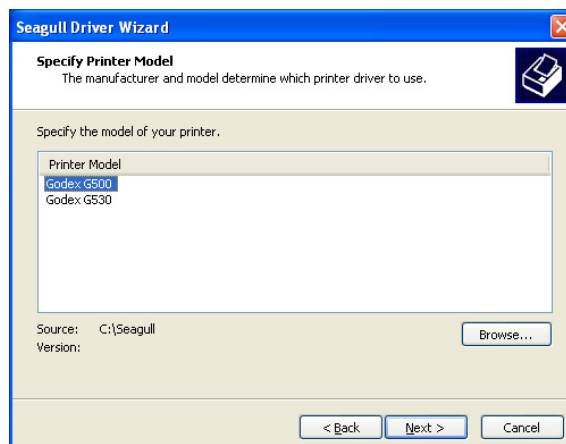 Seagull Driver Wizard
Specify Printer Model
The manufacturer and model determine which printer driver to use.
Specify the model of your printer.
Printer Model
Godex G500
Godex G530
Source: C:\Seagull
Browse...
Version:
< Back Next > Cancel